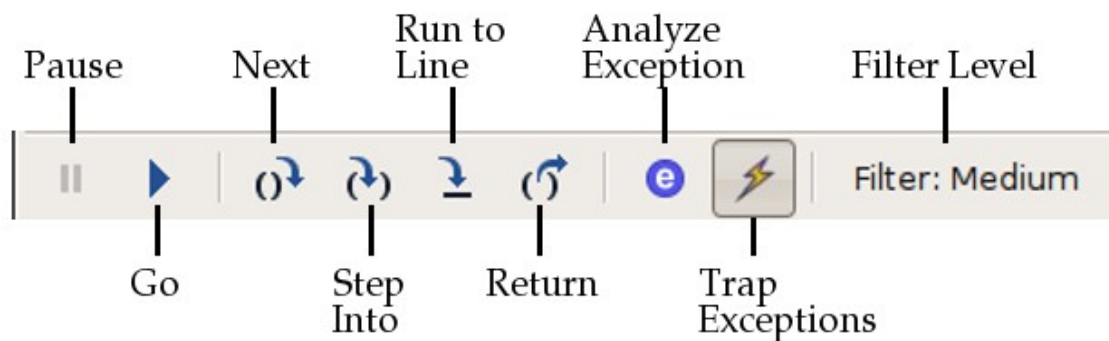 Pause
Next
Run to
Line
Analyze
Exception
Filter Level
e
Filter: Medium
Go
Step
Into
Return
Trap
Exceptions